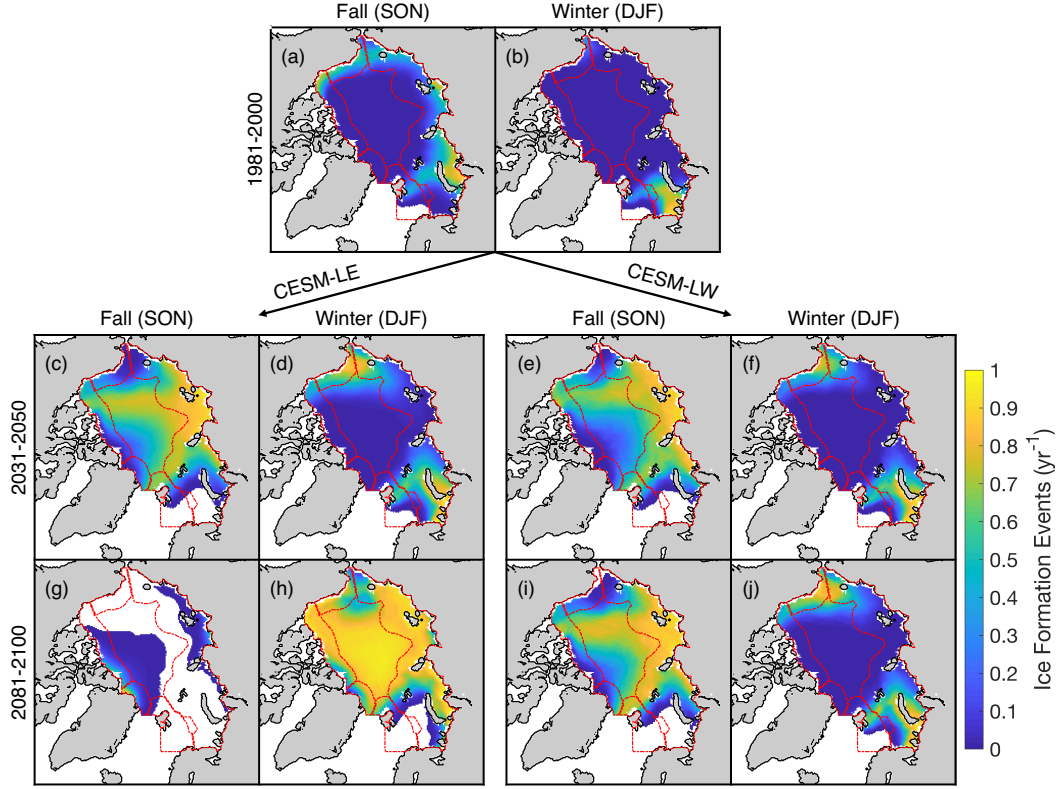 Fall (SON) Winter (DJF)
(a) (b)
1981-2000
CESM-LE CESM-LW
Fall (SON) Winter (DJF) Fall (SON) Winter (DJF)
(c) (d) (e) (f)
2031-2050
(g) (h) (i) (j)
2081-2100
1
0.9
0.8
0.7
0.6
0.5
0.4
0.3
0.2
0.1
0
Ice Formation Events (yr⁻¹)